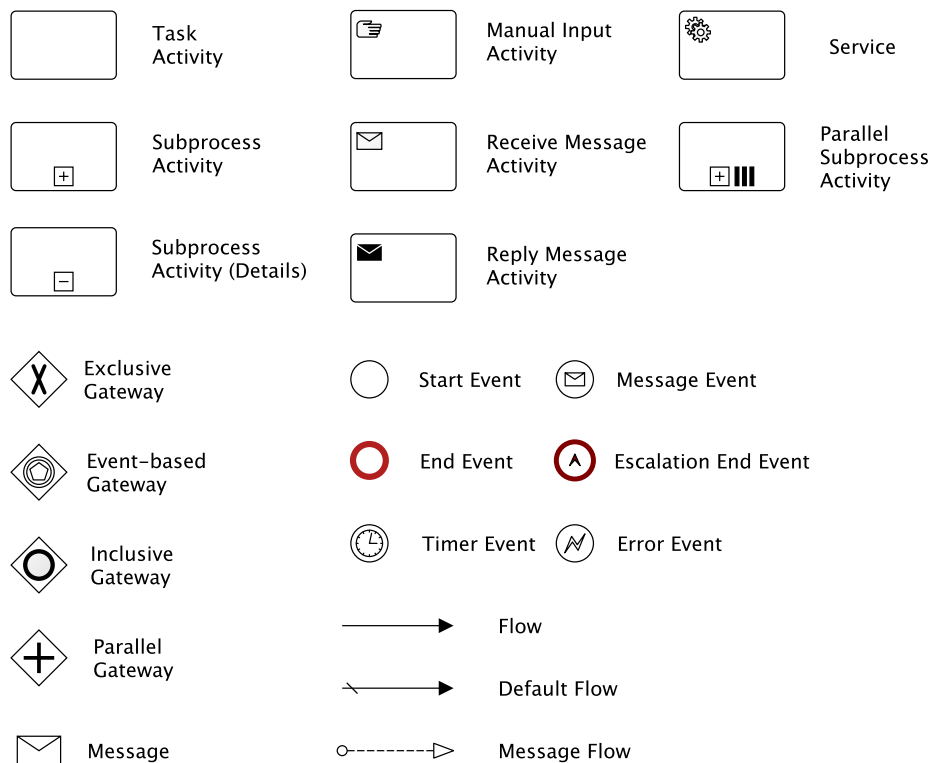 Task
Activity
Manual Input
Activity
Service
Subprocess
Activity
Receive Message
Activity
Parallel
Subprocess
Activity
Subprocess
Activity (Details)
Reply Message
Activity
Exclusive
Gateway
Start Event
Message Event
Event-based
Gateway
End Event
Escalation End Event
Inclusive
Gateway
Timer Event
Error Event
Parallel
Gateway
Flow
Default Flow
Message
Message Flow